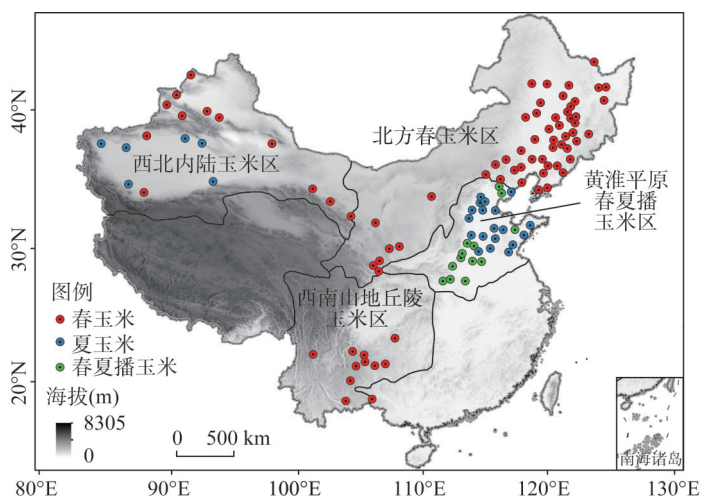 40°N
30°N
20°N
北方春玉米区
西北内陆玉米区
黄淮平原
春夏播
玉米区
西南山地丘陵
玉米区
图例
春玉米
夏玉米
春夏播玉米
海拔(m)
8305
0
0 500 km
南海诸岛
80°E 90°E 100°E 110°E 120°E 130°E